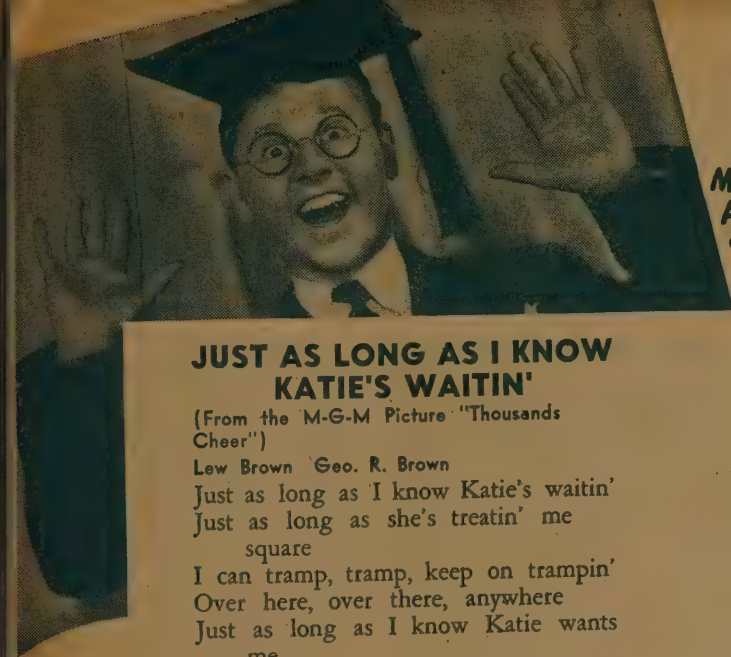 JUST AS LONG AS I KNOW
KATIE'S WAITIN'
(From the M-G-M Picture "Thousands
Cheer")
Lew Brown Geo. R. Brown
Just as long as I know Katie's waitin'
Just as long as she's treatin' me
square
I can tramp, tramp, keep on trampin'
Over here, over there, anywhere
Just as long as I know Katie wants
me